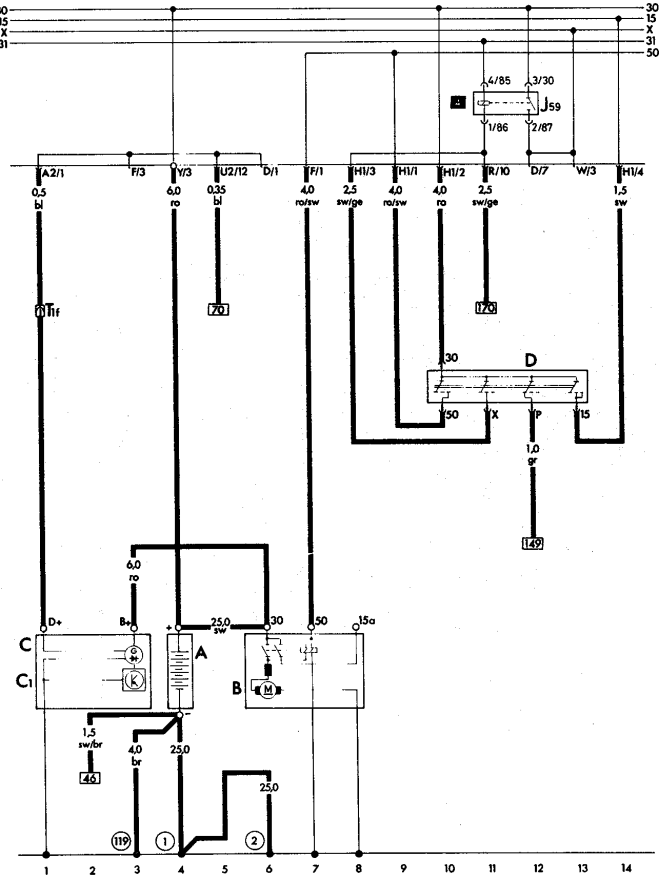 30 30
15 15
X X
31 31
50
4/85 3/30
4 J59
1/86 2/87
A2/1 F/3 Y/3 U2/12 D/1 F/1 H1/3 H1/1 H1/2 R/10 D/7 W/3 H1/4
0,5 6,0 0,35 4,0 2,5 4,0 4,0 2,5 1,5
bl ro bl ro/sw sw/ge ro/sw ro sw/ge sw
T1f 70 170
30 D
50 X P 15
1,0
gr
149
6,0
ro
D+ B+ + 25,0 30 50 15a
sw
C G A
C1 K B M
-
1,5 4,0 25,0
sw/br br
46 25,0
119 1 2
1 2 3 4 5 6 7 8 9 10 11 12 13 14